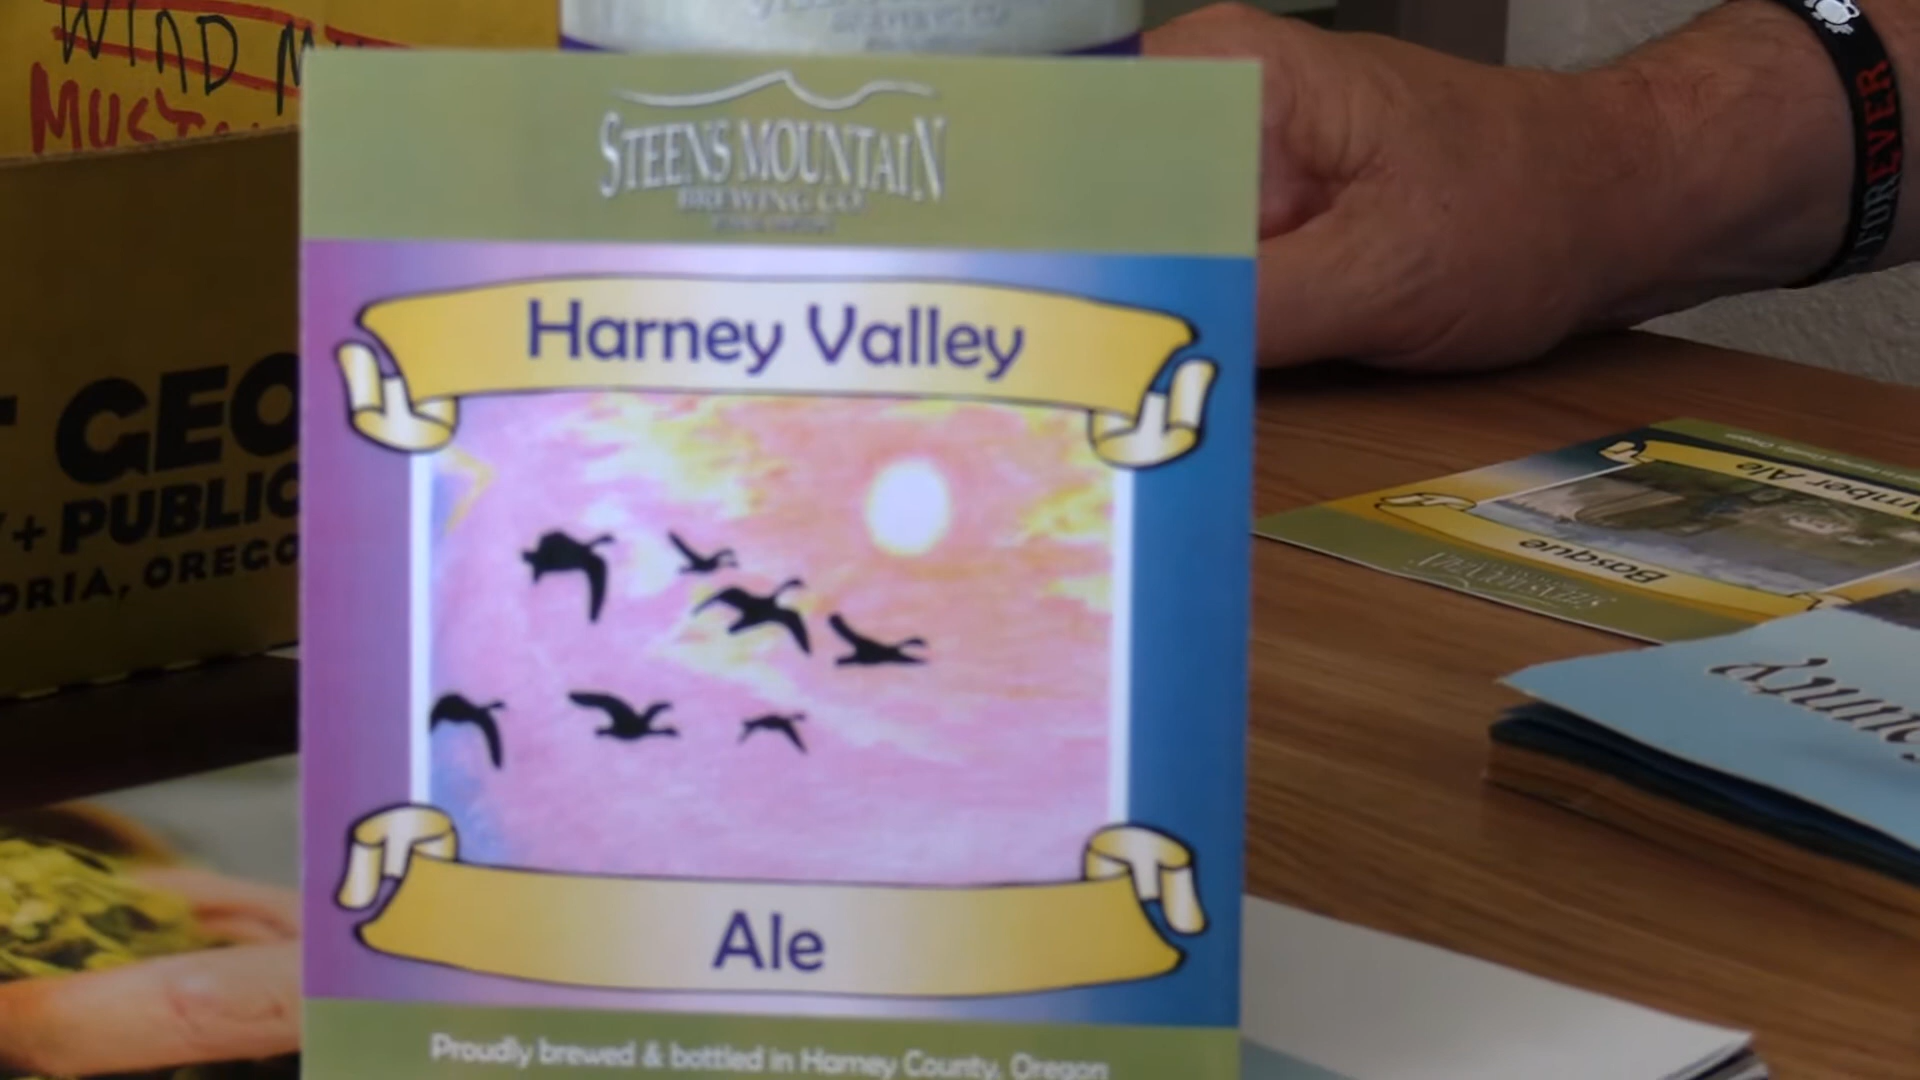 WIND M
MUST
STEENS MOUNTAIN
BREWING CO.
Harney Valley
Ale
Proudly brewed & bottled in Harney County, Oregon
GEO
+ PUBLIC
ORIA, OREGO
FOREVER
Basque
Amber Ale